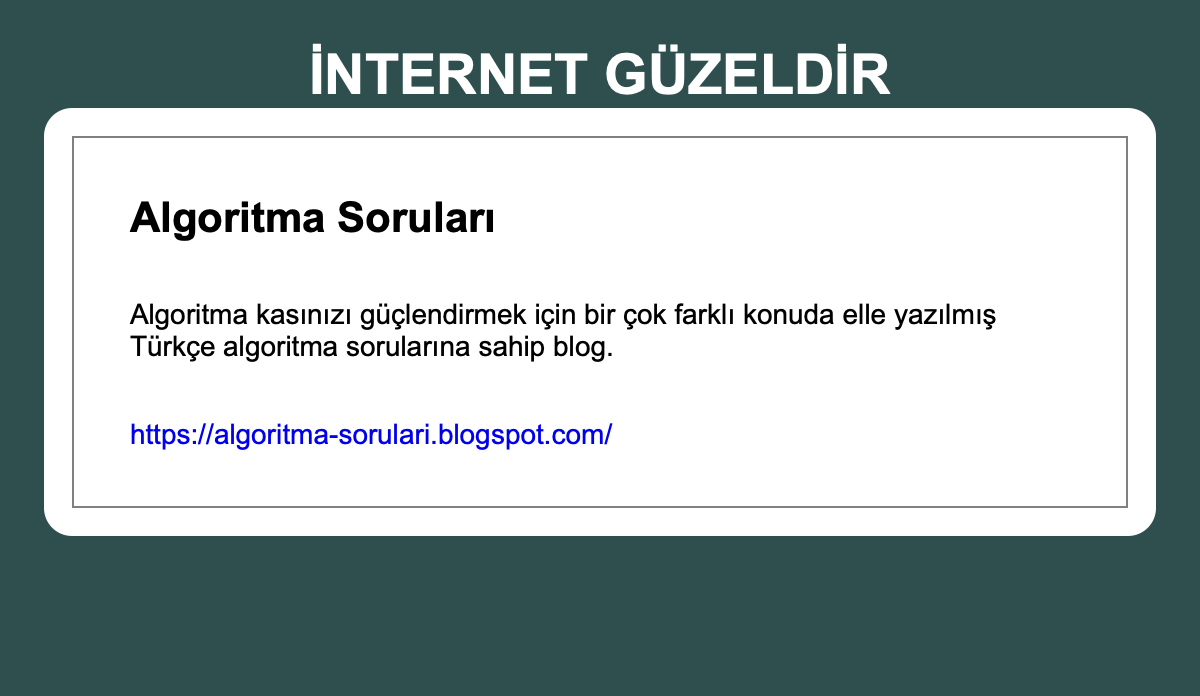 İNTERNET GÜZELDİR
Algoritma Soruları
Algoritma kasınızı güçlendirmek için bir çok farklı konuda elle yazılmış
Türkçe algoritma sorularına sahip blog.
https://algoritma-sorulari.blogspot.com/